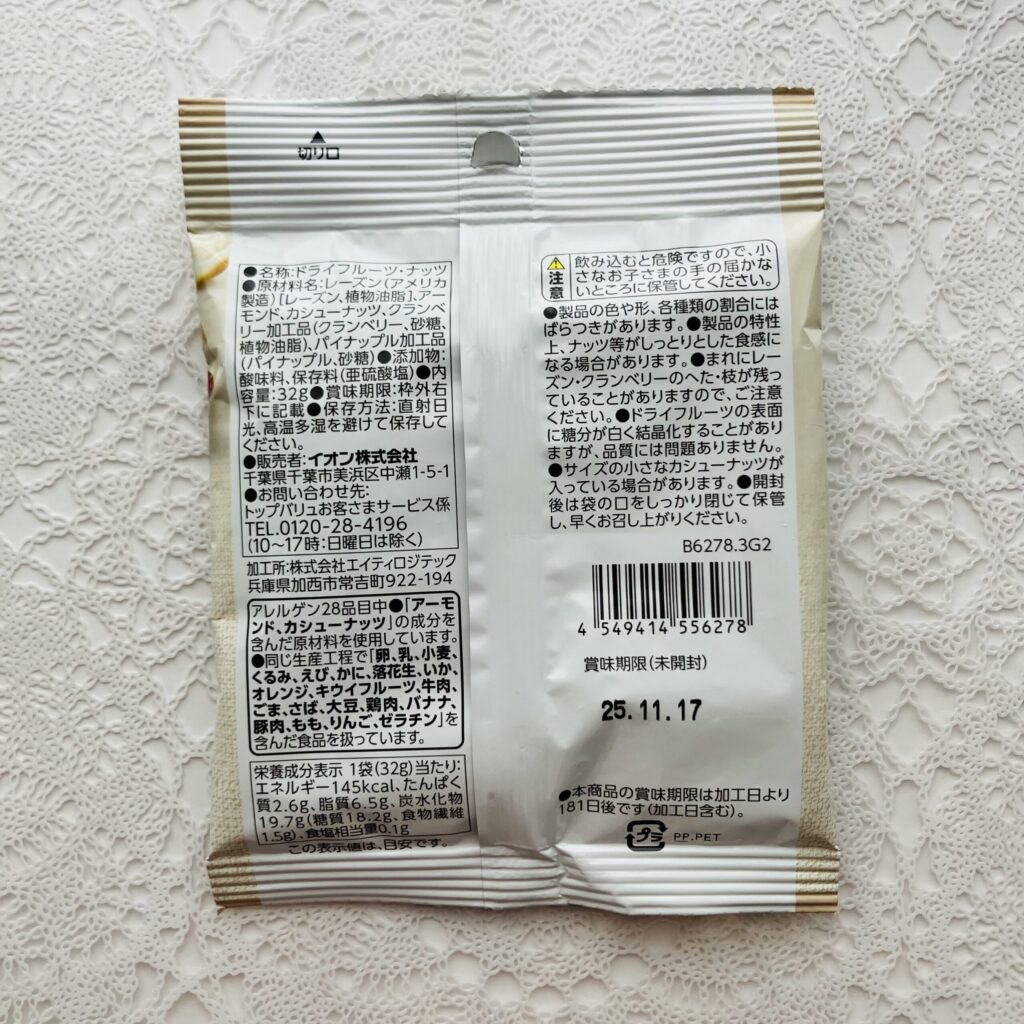 切り口
●名称:ドライフルーツ・ナッツ
●原材料名:レーズン(アメリカ
製造)[レーズン、植物油脂]、アー
モンド、カシューナッツ、クランベ
リー加工品(クランベリー、砂糖、
植物油脂)、パイナップル加工品
(パイナップル、砂糖)●添加物:
酸味料、保存料(亜硫酸塩)●内
容量:32g●賞味期限:枠外右
下に記載●保存方法:直射日
光、高温多湿を避けて保存して
ください。
●販売者:イオン株式会社
千葉県千葉市美浜区中瀬1-5-1
●お問い合わせ先:
トップバリュお客さまサービス係
TEL.0120-28-4196
(10~17時:日曜日は除く)
加工所:株式会社エイティロジテック
兵庫県加西市常吉町922-194
アレルゲン28品目中●「アーモ
ンド、カシューナッツ」の成分を
含んだ原材料を使用しています。
●同じ生産工程で「卵、乳、小麦、
くるみ、えび、かに、落花生、いか、
オレンジ、キウイフルーツ、牛肉、
ごま、さば、大豆、鶏肉、バナナ、
豚肉、もも、りんご、ゼラチン」を
含んだ食品を扱っています。
栄養成分表示 1袋(32g)当たり:
エネルギー145kcal、たんぱく
質2.6g、脂質6.5g、炭水化物
19.7g(糖質18.2g、食物繊維
1.5g)、食塩相当量0.1g
この表示値は、目安です。
注意
飲み込むと危険ですので、小
さなお子さまの手の届かな
いところに保管してください。
●製品の色や形、各種類の割合には
ばらつきがあります。●製品の特性
上、ナッツ等がしっとりとした食感に
なる場合があります。●まれにレー
ズン・クランベリーのへた・枝が残っ
ていることがありますので、ご注意
ください。●ドライフルーツの表面
に糖分が白く結晶化することがあり
ますが、品質には問題ありません。
●サイズの小さなカシューナッツが
入っている場合があります。●開封
後は袋の口をしっかり閉じて保管
し、早くお召し上がりください。
B6278.3G2
4 549414 556278
賞味期限(未開封)
25.11.17
●本商品の賞味期限は加工日より
181日後です(加工日含む)。
プラ PP.PET